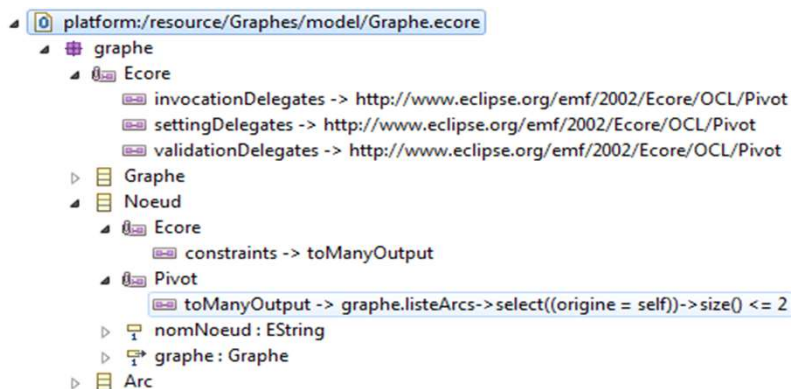 platform:/resource/Graphes/model/Graphe.ecore
graphe
Ecore
invocationDelegates -> http://www.eclipse.org/emf/2002/Ecore/OCL/Pivot
settingDelegates -> http://www.eclipse.org/emf/2002/Ecore/OCL/Pivot
validationDelegates -> http://www.eclipse.org/emf/2002/Ecore/OCL/Pivot
Graphe
Noeud
Ecore
constraints -> toManyOutput
Pivot
toManyOutput -> graphe.listeArcs->select((origine = self))->size() <= 2
nomNoeud : EString
graphe : Graphe
Arc